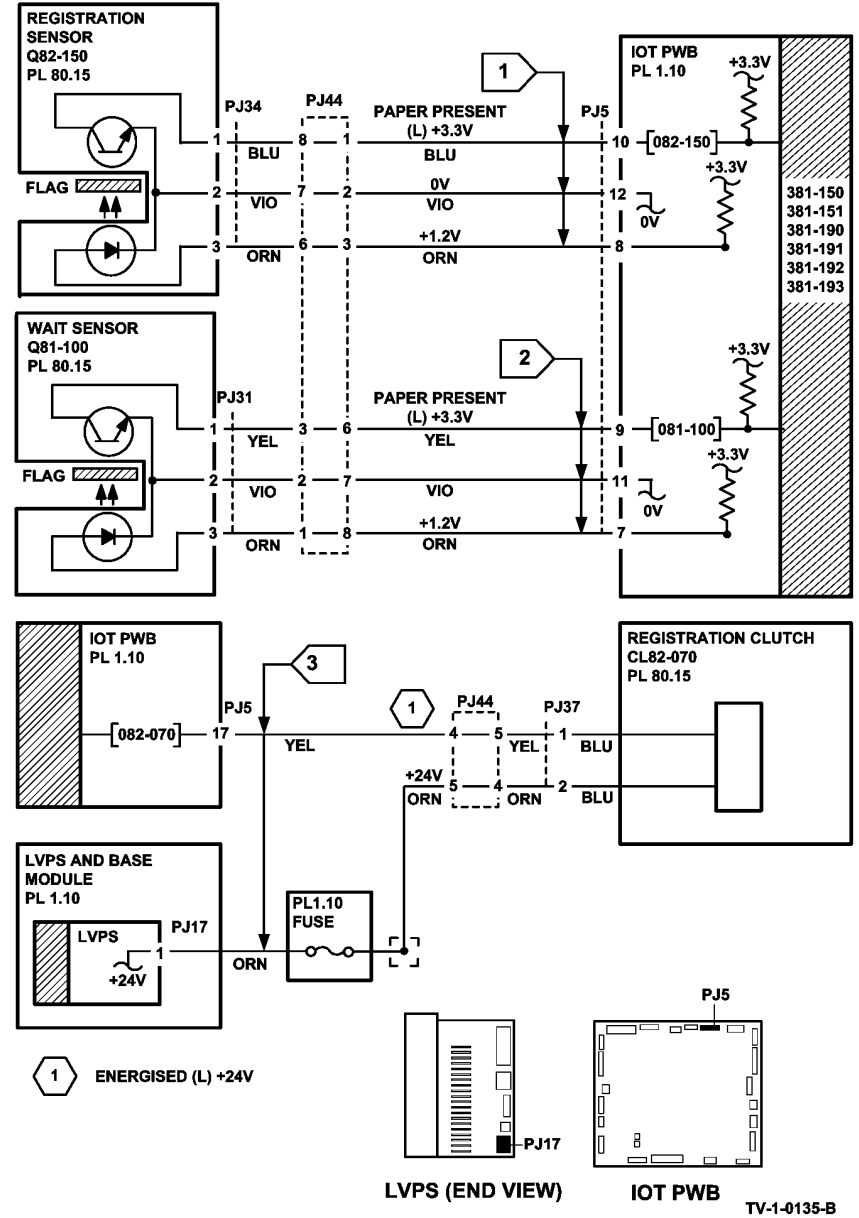 REGISTRATION
SENSOR
Q82-150
PL 80.15
PJ34
PJ44
PAPER PRESENT
(L) +3.3V
1
PJ5
IOT PWB
PL 1.10
+3.3V
1
BLU
8
1
BLU
10
[082-150]
+3.3V
FLAG
2
VIO
7
2
0V
VIO
12
0V
3
ORN
6
3
+1.2V
ORN
8
381-150
381-151
381-190
381-191
381-192
381-193
WAIT SENSOR
Q81-100
PL 80.15
PJ31
2
PAPER PRESENT
(L) +3.3V
+3.3V
1
YEL
3
6
YEL
9
[081-100]
+3.3V
FLAG
2
VIO
2
7
VIO
11
0V
3
ORN
1
8
+1.2V
ORN
7
IOT PWB
PL 1.10
[082-070]
PJ5
17
YEL
3
1
PJ44
4
5
YEL
PJ37
1
BLU
+24V
ORN
5
4
ORN
2
BLU
REGISTRATION CLUTCH
CL82-070
PL 80.15
LVPS AND BASE
MODULE
PL 1.10
LVPS
+24V
PJ17
1
ORN
PL1.10
FUSE
1 ENERGISED (L) +24V
PJ17
LVPS (END VIEW)
PJ5
IOT PWB
TV-1-0135-B